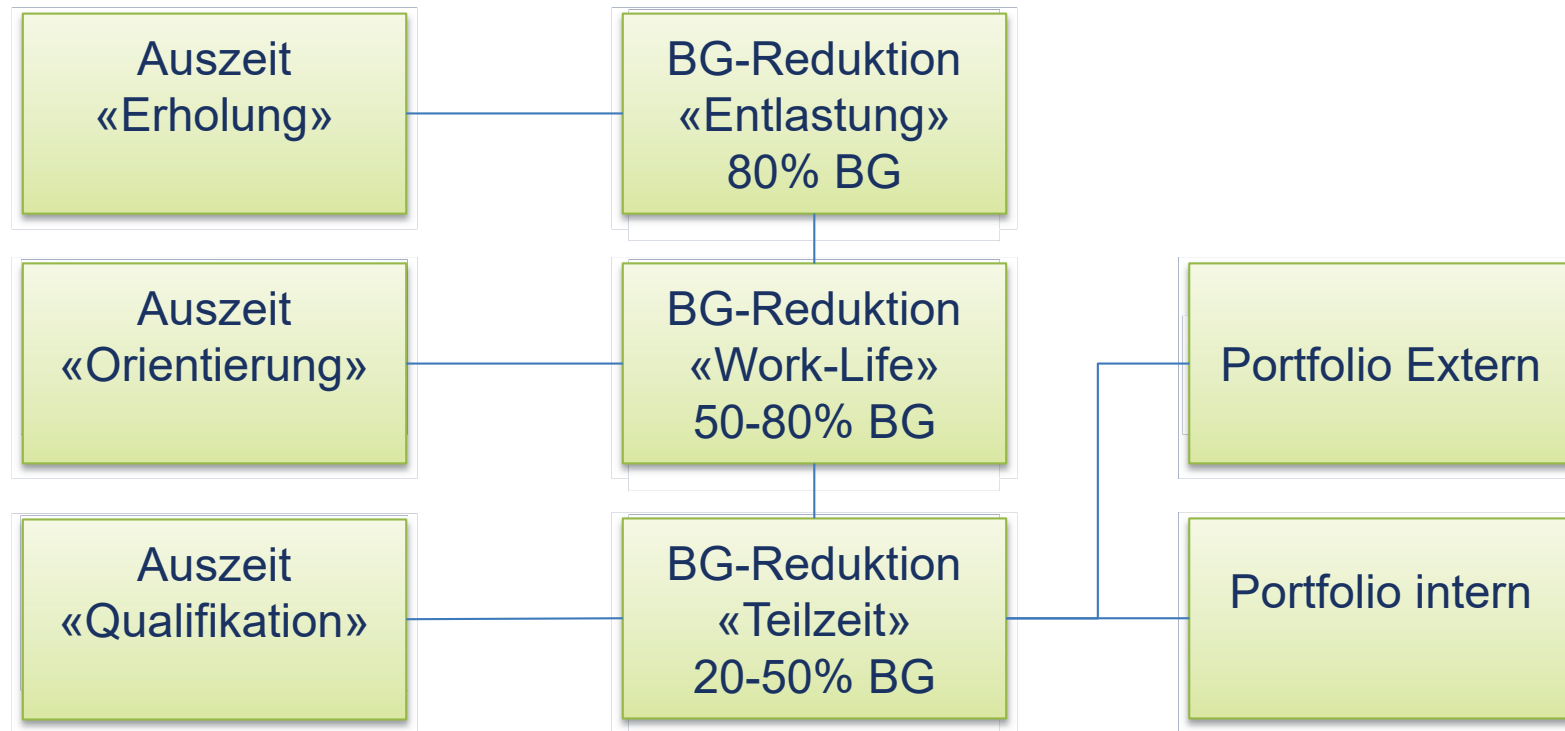 Auszeit
«Erholung»
BG-Reduktion
«Entlastung»
80% BG
Auszeit
«Orientierung»
BG-Reduktion
«Work-Life»
50-80% BG
Portfolio Extern
Auszeit
«Qualifikation»
BG-Reduktion
«Teilzeit»
20-50% BG
Portfolio intern